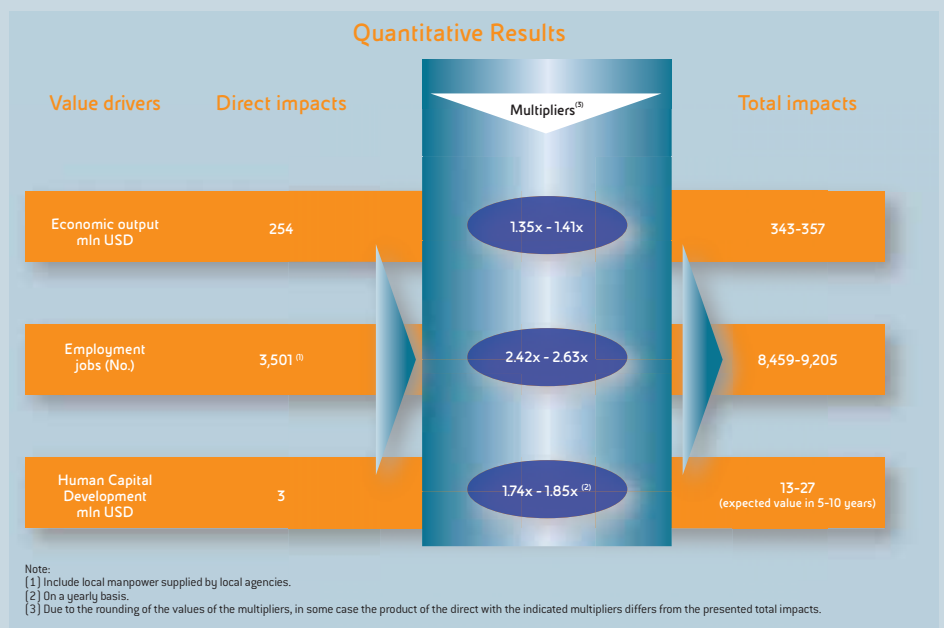 Quantitative Results
Value drivers
Direct impacts
Multipliers(3)
Total impacts
Economic output
mln USD
254
1.35x - 1.41x
343-357
Employment
jobs (No.)
3,501 (1)
2.42x - 2.63x
8,459-9,205
Human Capital
Development
mln USD
3
1.74x - 1.85x (2)
13-27
(expected value in 5-10 years)
Note:
(1) Include local manpower supplied by local agencies.
(2) On a yearly basis.
(3) Due to the rounding of the values of the multipliers, in some case the product of the direct with the indicated multipliers differs from the presented total impacts.